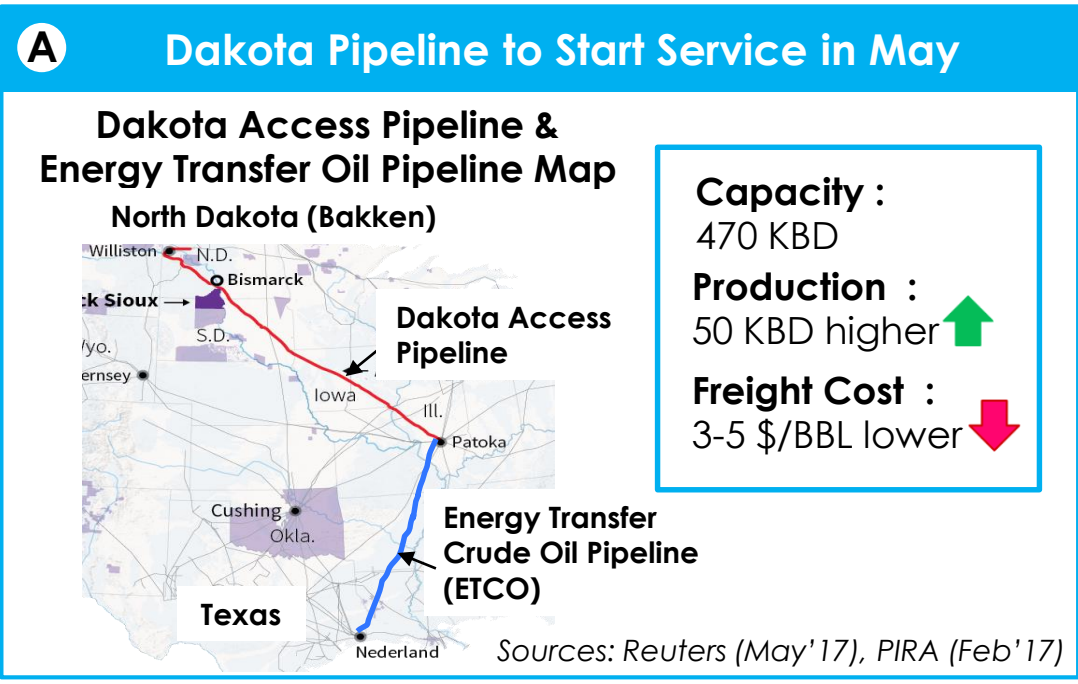 A
Dakota Pipeline to Start Service in May
Dakota Access Pipeline &
Energy Transfer Oil Pipeline Map
North Dakota (Bakken)
Williston
N.D.
Bismarck
ck Sioux
S.D.
yo.
ernsey
Dakota Access
Pipeline
Iowa
Ill.
Patoka
Cushing
Okla.
Energy Transfer
Crude Oil Pipeline
(ETCO)
Texas
Nederland
Capacity :
470 KBD
Production :
50 KBD higher
Freight Cost :
3-5 $/BBL lower
Sources: Reuters (May'17), PIRA (Feb'17)